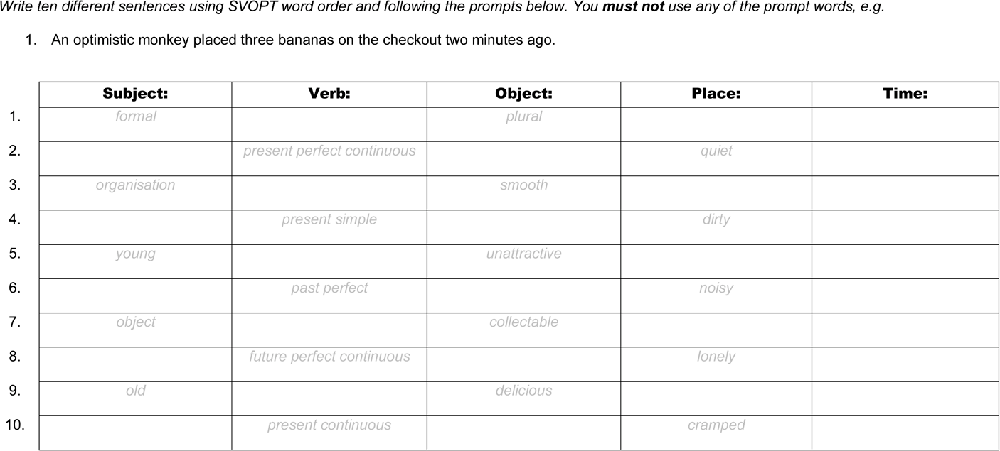 Write ten different sentences using SVOPT word order and following the prompts below. You must not use any of the prompt words, e.g.
1. An optimistic monkey placed three bananas on the checkout two minutes ago.
Subject: Verb: Object: Place: Time:
1. formal plural
2. present perfect continuous quiet
3. organisation smooth
4. present simple dirty
5. young unattractive
6. past perfect noisy
7. object collectable
8. future perfect continuous lonely
9. old delicious
10. present continuous cramped